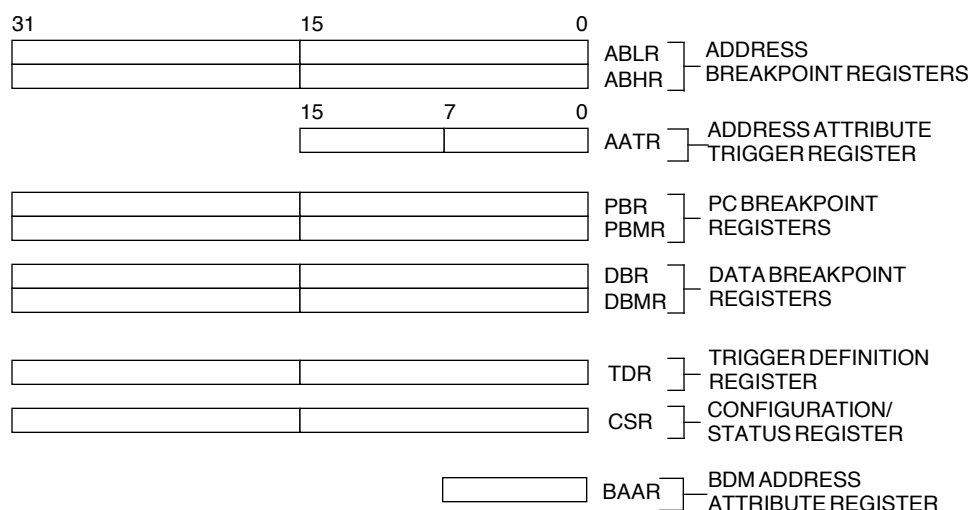 31 15 0
ABLR ADDRESS
ABHR BREAKPOINT REGISTERS
15 7 0
AATR ADDRESS ATTRIBUTE
TRIGGER REGISTER
PBR PC BREAKPOINT
PBMR REGISTERS
DBR DATA BREAKPOINT
DBMR REGISTERS
TDR TRIGGER DEFINITION
REGISTER
CSR CONFIGURATION/
STATUS REGISTER
BAAR BDM ADDRESS
ATTRIBUTE REGISTER